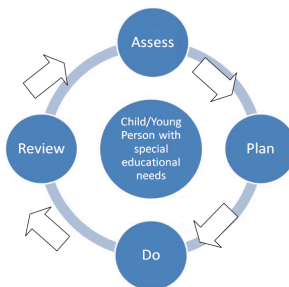 Assess
Child/Young
Person with
special
educational
needs
Review
Plan
Do